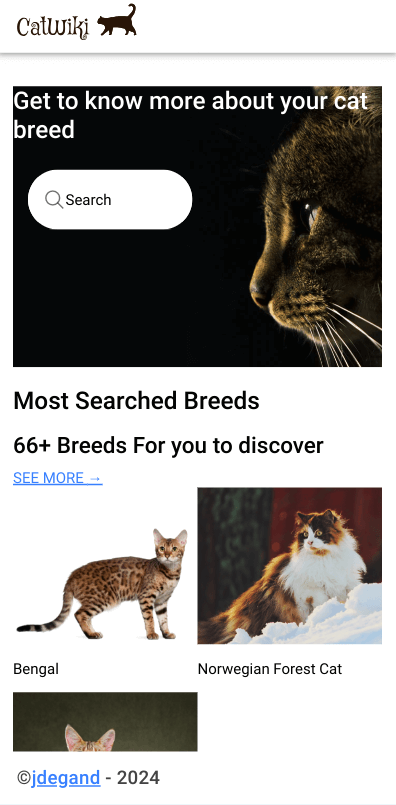 CatWiki
Get to know more about your cat
breed
Search
Most Searched Breeds
66+ Breeds For you to discover
SEE MORE →
Bengal
Norwegian Forest Cat
©jdegand - 2024